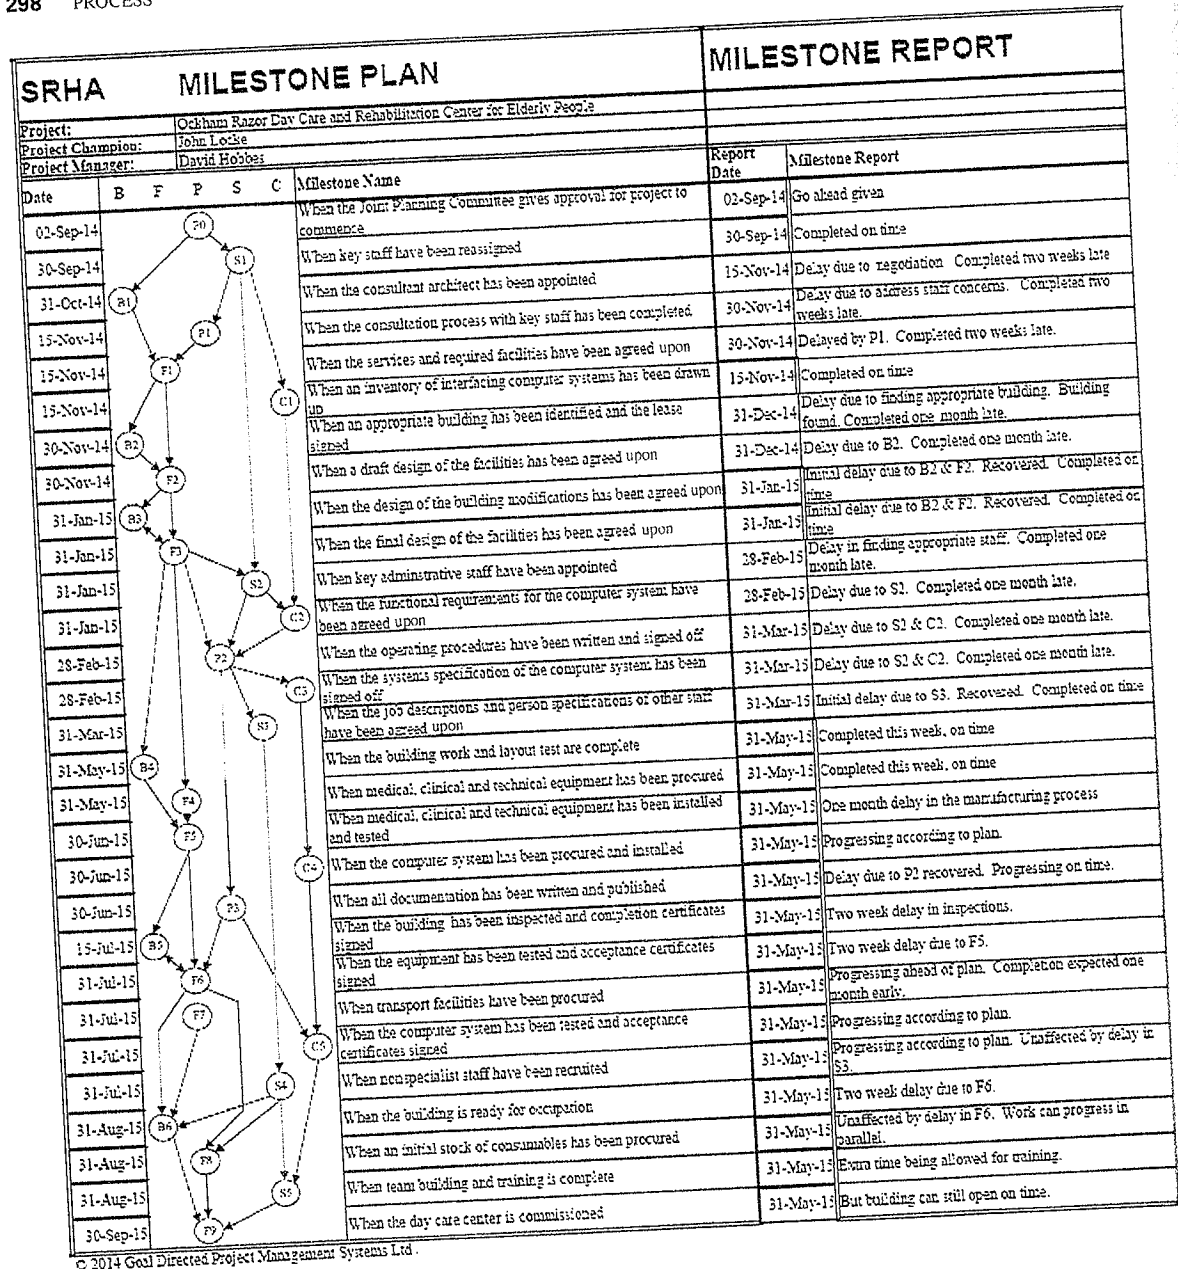 298 PROCESS
SRHA MILESTONE PLAN MILESTONE REPORT
Project: Ockham Razor Day Care and Rehabilitation Center for Elderly People
Project Champion: John Locke
Project Manager: David Hobbes
Date B F P S C Milestone Name Report Date Milestone Report
02-Sep-14 P0 When the Joint Planning Committee gives approval for project to commence 02-Sep-14 Go ahead given
30-Sep-14 S1 When key staff have been reassigned 30-Sep-14 Completed on time
31-Oct-14 B1 When the consultant architect has been appointed 15-Nov-14 Delay due to negotiation Completed two weeks late
15-Nov-14 P1 When the consultation process with key staff has been completed 30-Nov-14 Delay due to address staff concerns. Completed two weeks late.
15-Nov-14 F1 When the services and required facilities have been agreed upon 30-Nov-14 Delayed by P1. Completed two weeks late.
15-Nov-14 C1 When an inventory of interfacing computer systems has been drawn up 15-Nov-14 Completed on time
30-Nov-14 B2 When an appropriate building has been identified and the lease signed 31-Dec-14 Delay due to finding appropriate building. Building found. Completed one month late.
30-Nov-14 F2 When a draft design of the facilities has been agreed upon 31-Dec-14 Delay due to B2. Completed one month late.
31-Jan-15 B3 When the design of the building modifications has been agreed upon 31-Jan-15 Initial delay due to B2 & F2. Recovered. Completed on time
31-Jan-15 F3 When the final design of the facilities has been agreed upon 31-Jan-15 Initial delay due to B2 & F2. Recovered. Completed on time
31-Jan-15 S2 When key adminstrative staff have been appointed 28-Feb-15 Delay in finding appropriate staff. Completed one month late.
31-Jan-15 C2 When the functional requirements for the computer system have been agreed upon 28-Feb-15 Delay due to S2. Completed one month late.
28-Feb-15 P2 When the operating procedures have been written and signed off 31-Mar-15 Delay due to S2 & C2. Completed one month late.
28-Feb-15 C3 When the systems specification of the computer system has been signed off 31-Mar-15 Delay due to S2 & C2. Completed one month late.
31-Mar-15 S3 When the job descriptions and person specifications of other staff have been agreed upon 31-Mar-15 Initial delay due to S3. Recovered. Completed on time
31-May-15 B4 When the building work and layout test are complete 31-May-15 Completed this week, on time
31-May-15 F4 When medical, clinical and technical equipment has been procured 31-May-15 Completed this week, on time
30-Jun-15 F5 When medical, clinical and technical equipment has been installed and tested 31-May-15 One month delay in the manufacturing process
30-Jun-15 C4 When the computer system has been procured and installed 31-May-15 Progressing according to plan.
30-Jun-15 P3 When all documentation has been written and published 31-May-15 Delay due to P2 recovered. Progressing on time.
15-Jul-15 B5 When the building has been inspected and completion certificates signed 31-May-15 Two week delay in inspections.
31-Jul-15 F6 When the equipment has been tested and acceptance certificates signed 31-May-15 Two week delay due to F5.
31-Jul-15 F7 When transport facilities have been procured 31-May-15 Progressing ahead of plan. Completion expected one month early.
31-Jul-15 C5 When the computer system has been tested and acceptance certificates signed 31-May-15 Progressing according to plan.
31-Jul-15 S4 When nonspecialist staff have been recruited 31-May-15 Progressing according to plan. Unaffected by delay in S3.
31-Aug-15 B6 When the building is ready for occupation 31-May-15 Two week delay due to F6.
31-Aug-15 F8 When an initial stock of consumables has been procured 31-May-15 Unaffected by delay in F6. Work can progress in parallel.
31-Aug-15 S5 When team building and training is complete 31-May-15 Extra time being allowed for training.
30-Sep-15 F9 When the day care center is commissioned 31-May-15 But building can still open on time.
© 2014 Goal Directed Project Management Systems Ltd.